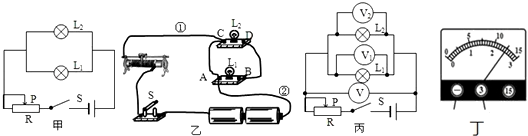 L₂
L₁
P
R
S
甲
①
L₂
C
D
L₁
A
B
S
②
乙
V₂
L₂
V₁
L₁
V
P
R
S
丙
0
5
10
15
0
1
2
3
−
3
15
丁